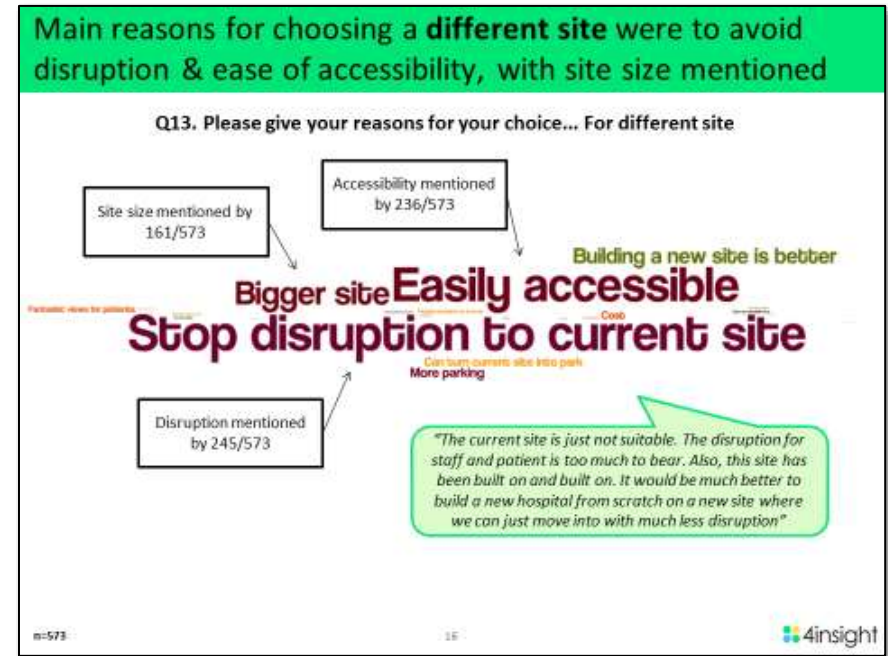 Main reasons for choosing a different site were to avoid
disruption & ease of accessibility, with site size mentioned
Q13. Please give your reasons for your choice... For different site
Accessibility mentioned
by 236/573
Site size mentioned by
161/573
Building a new site is better
Bigger site
Easily accessible
Fantastic views for patients
Cost
Stop disruption to current site
Can turn current site into park
More parking
Disruption mentioned
by 245/573
"The current site is just not suitable. The disruption for
staff and patient is too much to bear. Also, this site has
been built on and built on. It would be much better to
build a new hospital from scratch on a new site where
we can just move into with much less disruption"
n=573
16
4insight